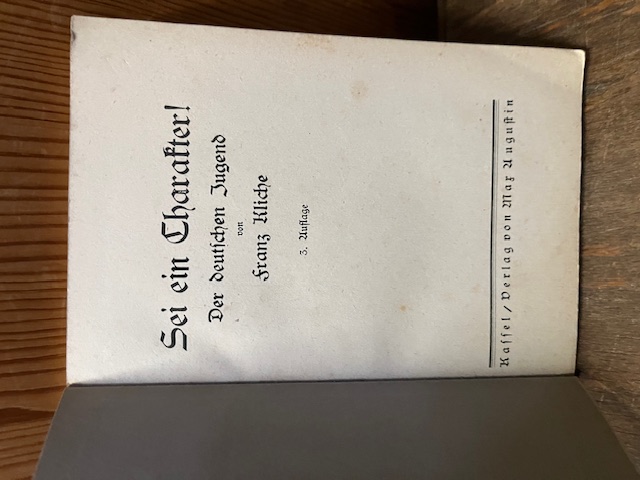 Sei ein Charakter!
Der deutschen Jugend
von
Franz Kliche
3. Auflage
Kassel / Verlag von Max Augustin